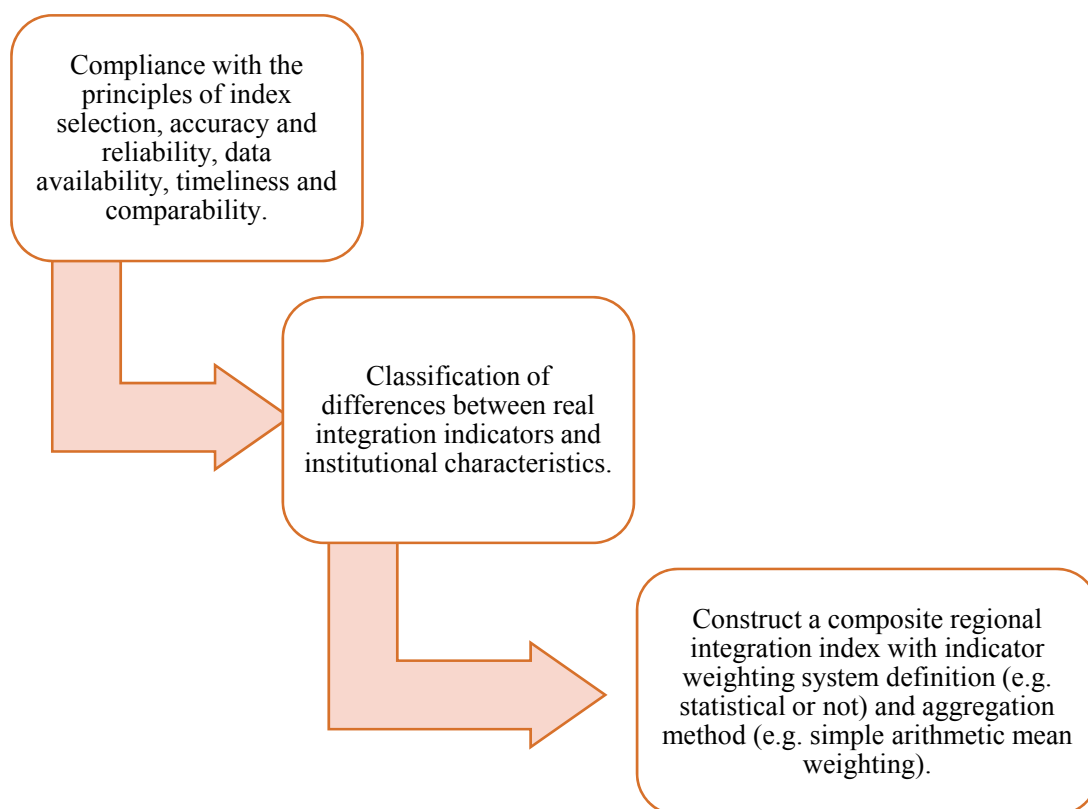 Compliance with the
principles of index
selection, accuracy and
reliability, data
availability, timeliness and
comparability.
Classification of
differences between real
integration indicators and
institutional characteristics.
Construct a composite regional
integration index with indicator
weighting system definition (e.g.
statistical or not) and aggregation
method (e.g. simple arithmetic mean
weighting).